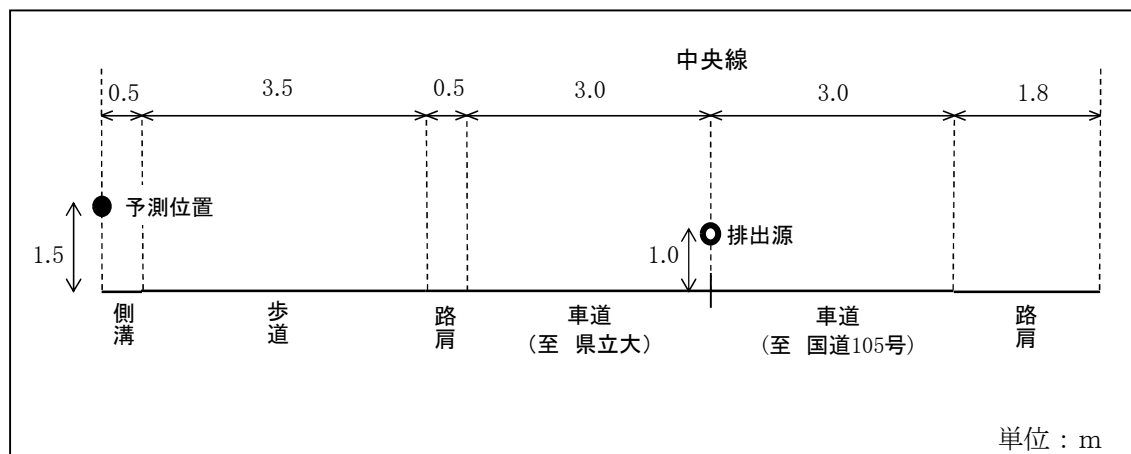 中央線
0.5 3.5 0.5 3.0 3.0 1.8
予測位置
排出源
1.5
1.0
側溝
歩道
路肩
車道
(至 県立大)
車道
(至 国道105号)
路肩
単位：m